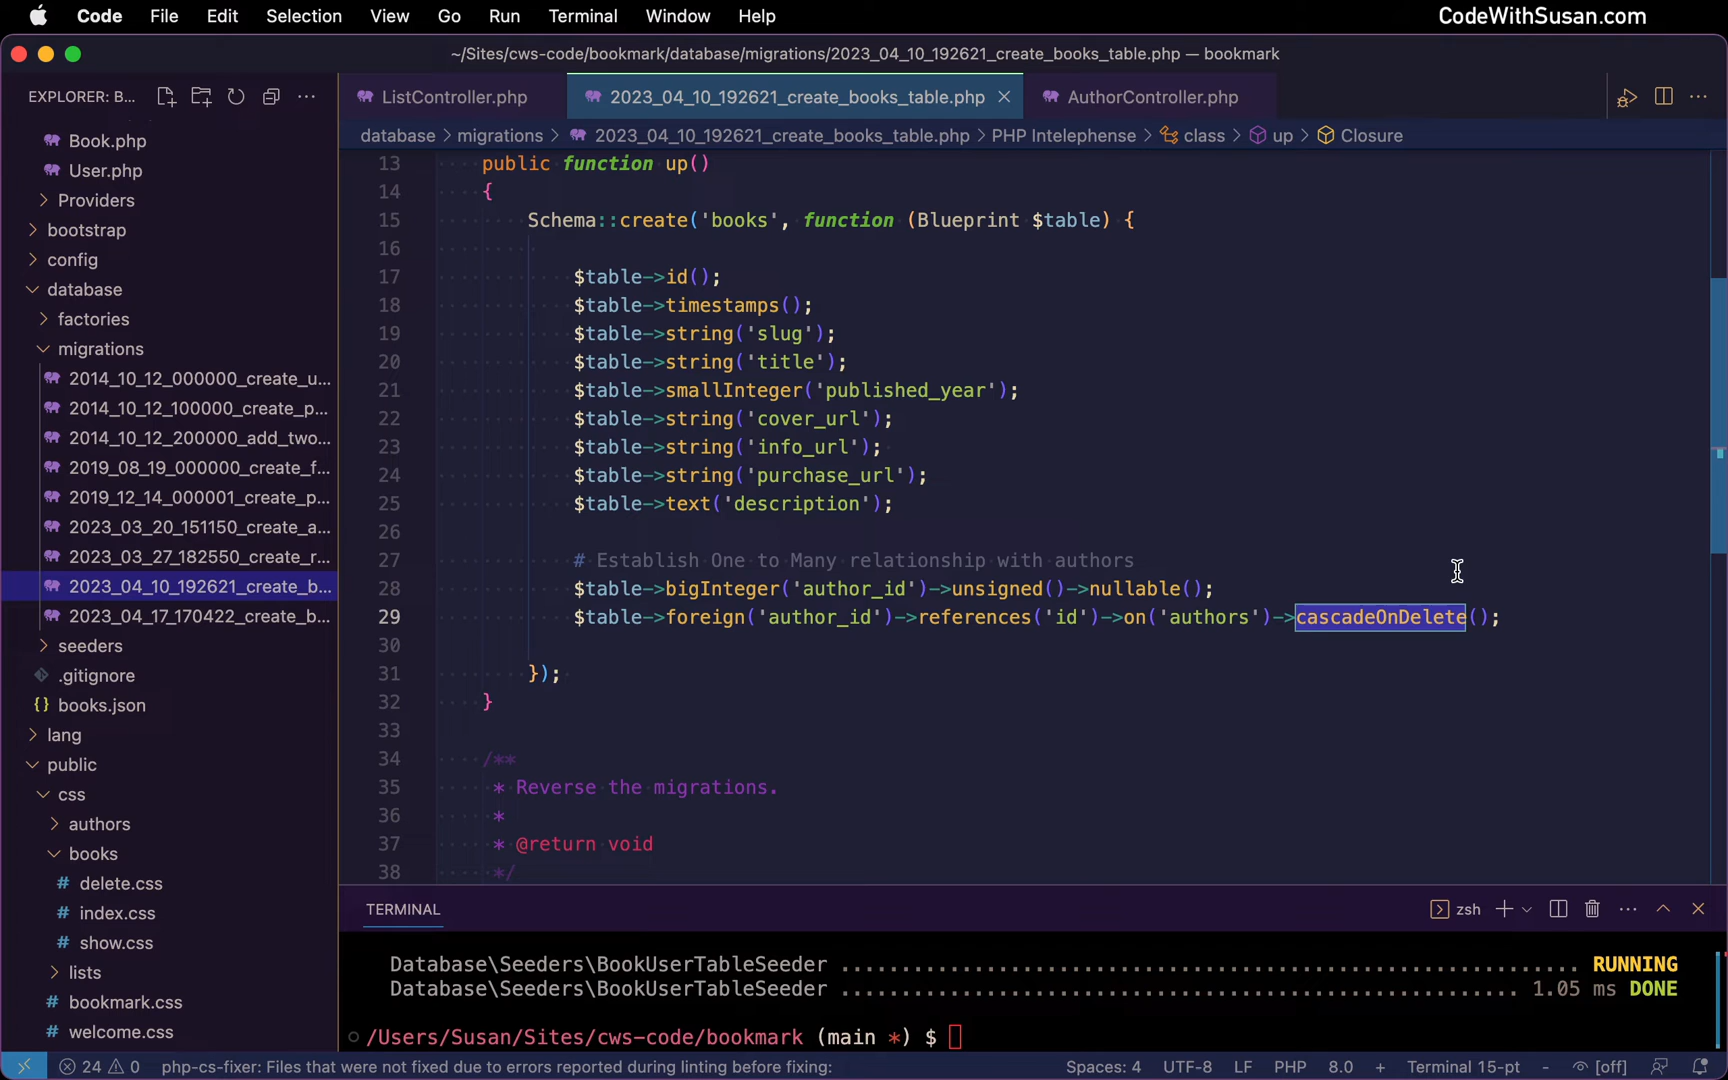 Code File Edit Selection View Go Run Terminal Window Help
CodeWithSusan.com
~/Sites/cws-code/bookmark/database/migrations/2023_04_10_192621_create_books_table.php — bookmark
EXPLORER: B...
ListController.php
2023_04_10_192621_create_books_table.php
AuthorController.php
database > migrations > 2023_04_10_192621_create_books_table.php > PHP Intelephense > class > up > Closure
Book.php
User.php
Providers
bootstrap
config
database
factories
migrations
2014_10_12_000000_create_u...
2014_10_12_100000_create_p...
2014_10_12_200000_add_two...
2019_08_19_000000_create_f...
2019_12_14_000001_create_p...
2023_03_20_151150_create_a...
2023_03_27_182550_create_r...
2023_04_10_192621_create_b...
2023_04_17_170422_create_b...
seeders
.gitignore
{} books.json
lang
public
css
authors
books
# delete.css
# index.css
# show.css
lists
# bookmark.css
# welcome.css
13 public function up()
14 {
15 Schema::create('books', function (Blueprint $table) {
16
17 $table->id();
18 $table->timestamps();
19 $table->string('slug');
20 $table->string('title');
21 $table->smallInteger('published_year');
22 $table->string('cover_url');
23 $table->string('info_url');
24 $table->string('purchase_url');
25 $table->text('description');
26
27 # Establish One to Many relationship with authors
28 $table->bigInteger('author_id')->unsigned()->nullable();
29 $table->foreign('author_id')->references('id')->on('authors')->cascadeOnDelete();
30
31 });
32 }
33
34 /**
35 * Reverse the migrations.
36 *
37 * @return void
38 */
TERMINAL
zsh
Database\Seeders\BookUserTableSeeder ............................................................. RUNNING
Database\Seeders\BookUserTableSeeder ........................................................ 1.05 ms DONE
/Users/Susan/Sites/cws-code/bookmark (main *) $
24 0 php-cs-fixer: Files that were not fixed due to errors reported during linting before fixing:
Spaces: 4 UTF-8 LF PHP 8.0 + Terminal 15-pt - [off]